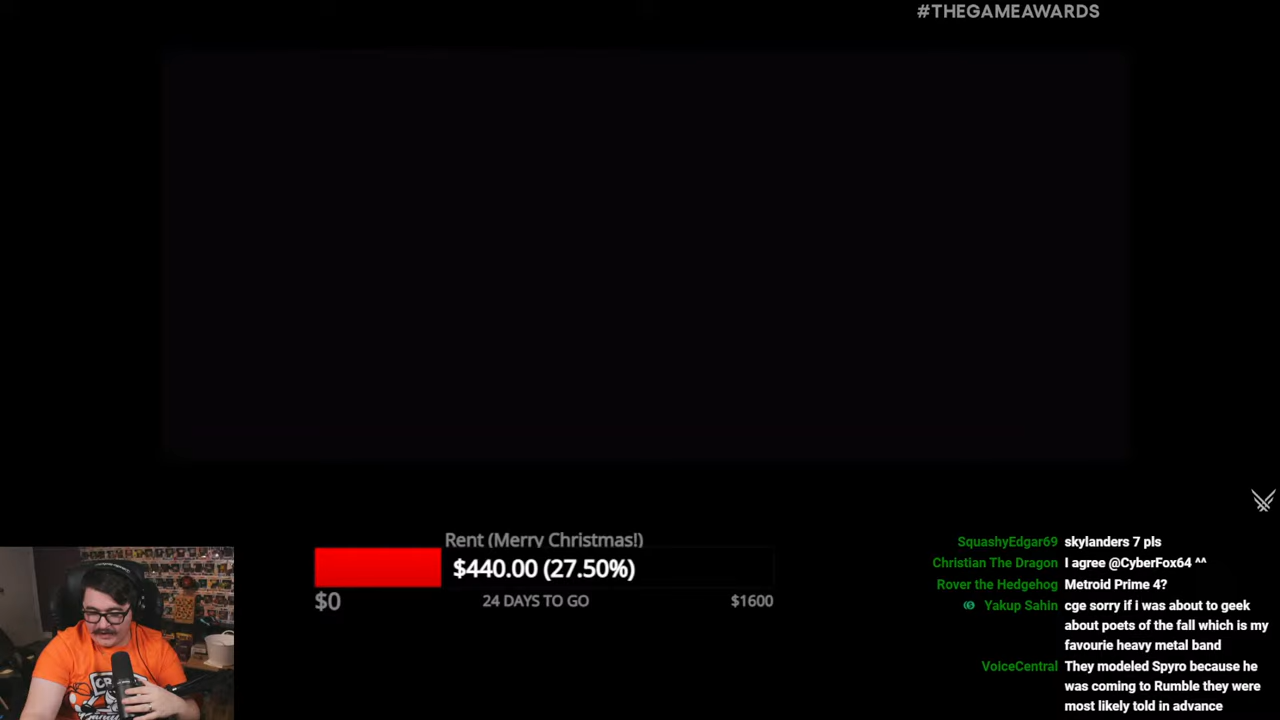 #THEGAMEAWARDS
Rent (Merry Christmas!)
$440.00 (27.50%)
$0
24 DAYS TO GO
$1600
SquashyEdgar69 skylanders 7 pls
Christian The Dragon I agree @CyberFox64 ^^
Rover the Hedgehog Metroid Prime 4?
Yakup Sahin cge sorry if i was about to geek
about poets of the fall which is my
favourie heavy metal band
VoiceCentral They modeled Spyro because he
was coming to Rumble they were
most likely told in advance